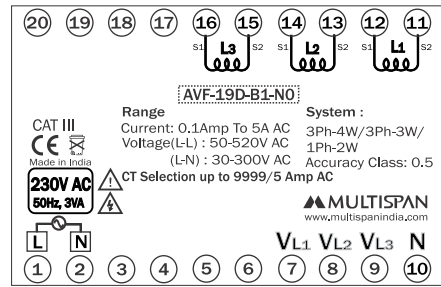 20 19 18 17 16 15 14 13 12 11
S1 L3 S2 S1 L2 S2 S1 L1 S2
AVF-19D-B1-N0
Range
Current: 0.1Amp To 5A AC
Voltage(L-L) : 50-520V AC
(L-N) : 30-300V AC
System :
3Ph-4W/3Ph-3W/
1Ph-2W
Accuracy Class: 0.5
CT Selection up to 9999/5 Amp AC
CAT III
CE
Made in India
230V AC
50Hz, 3VA
MULTISPAN
www.multispanindia.com
L N VL1 VL2 VL3 N
1 2 3 4 5 6 7 8 9 10